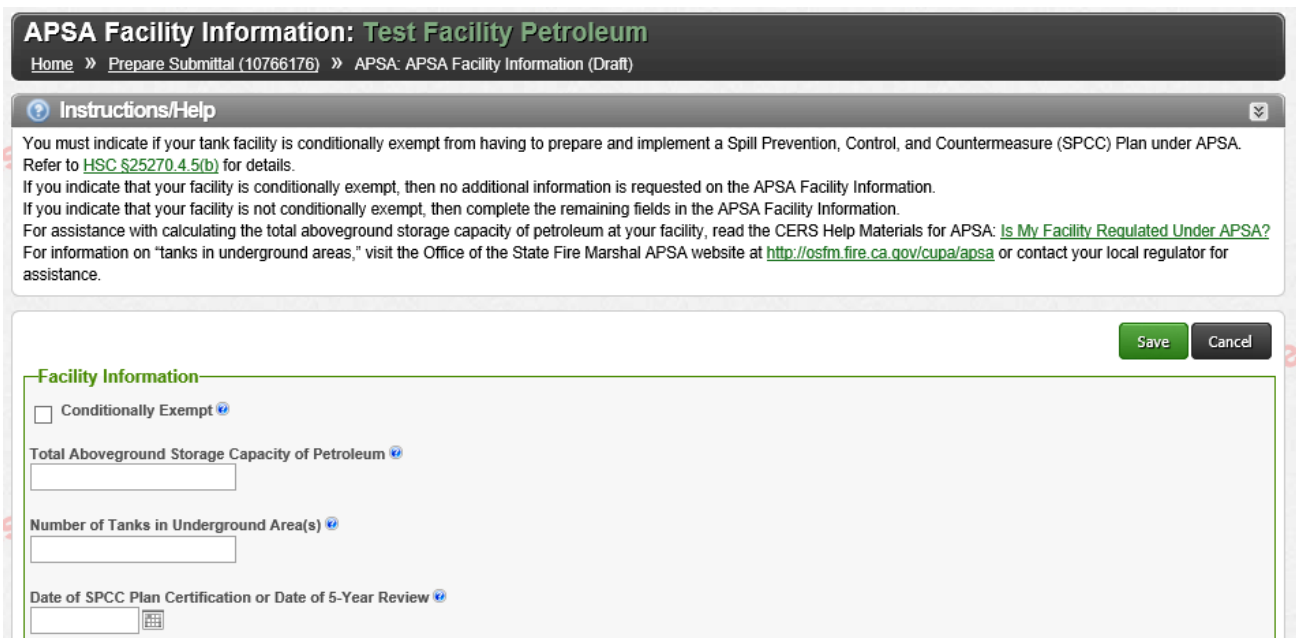 APSA Facility Information: Test Facility Petroleum
Home » Prepare Submittal (10766176) » APSA: APSA Facility Information (Draft)
Instructions/Help
You must indicate if your tank facility is conditionally exempt from having to prepare and implement a Spill Prevention, Control, and Countermeasure (SPCC) Plan under APSA.
Refer to HSC §25270.4.5(b) for details.
If you indicate that your facility is conditionally exempt, then no additional information is requested on the APSA Facility Information.
If you indicate that your facility is not conditionally exempt, then complete the remaining fields in the APSA Facility Information.
For assistance with calculating the total aboveground storage capacity of petroleum at your facility, read the CERS Help Materials for APSA: Is My Facility Regulated Under APSA?
For information on “tanks in underground areas,” visit the Office of the State Fire Marshal APSA website at http://osfm.fire.ca.gov/cupa/apsa or contact your local regulator for
assistance.
Save Cancel
Facility Information
Conditionally Exempt
Total Aboveground Storage Capacity of Petroleum
Number of Tanks in Underground Area(s)
Date of SPCC Plan Certification or Date of 5-Year Review